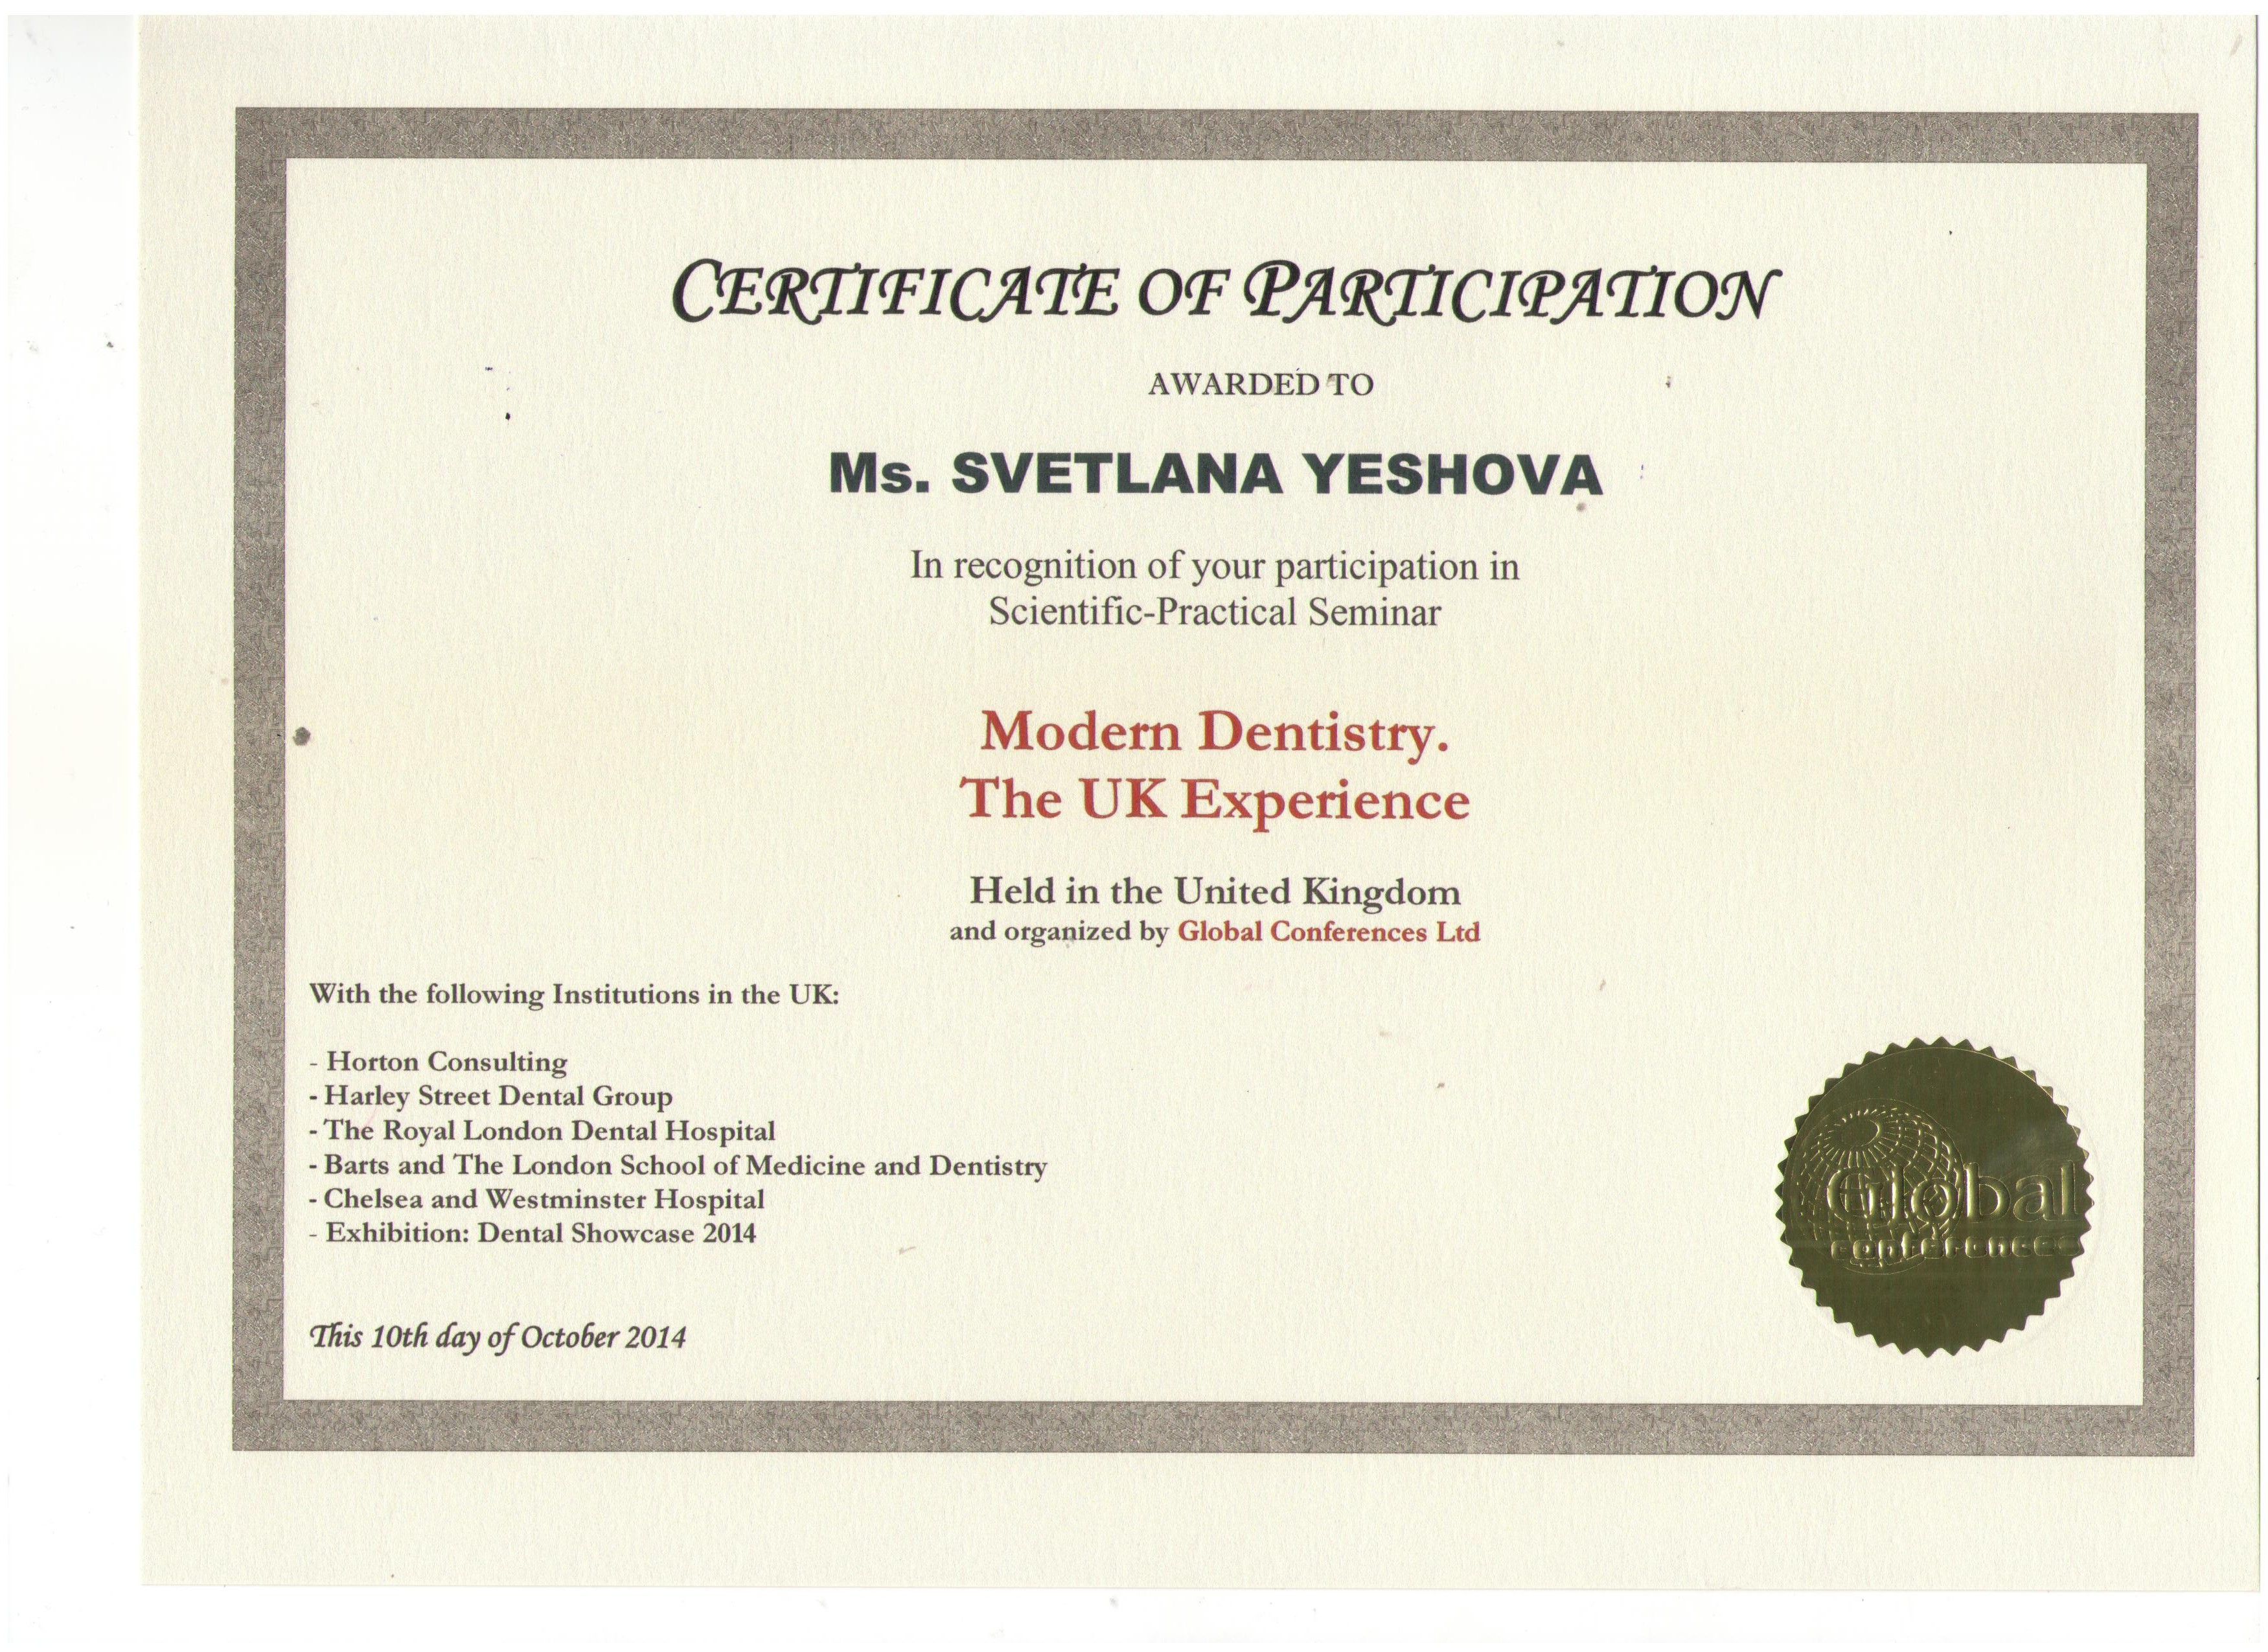 CERTIFICATE OF PARTICIPATION
AWARDED TO
Ms. SVETLANA YESHOVA
In recognition of your participation in
Scientific-Practical Seminar
Modern Dentistry.
The UK Experience
Held in the United Kingdom
and organized by Global Conferences Ltd
With the following Institutions in the UK:
- Horton Consulting
- Harley Street Dental Group
- The Royal London Dental Hospital
- Barts and The London School of Medicine and Dentistry
- Chelsea and Westminster Hospital
- Exhibition: Dental Showcase 2014
This 10th day of October 2014
Global
conferences